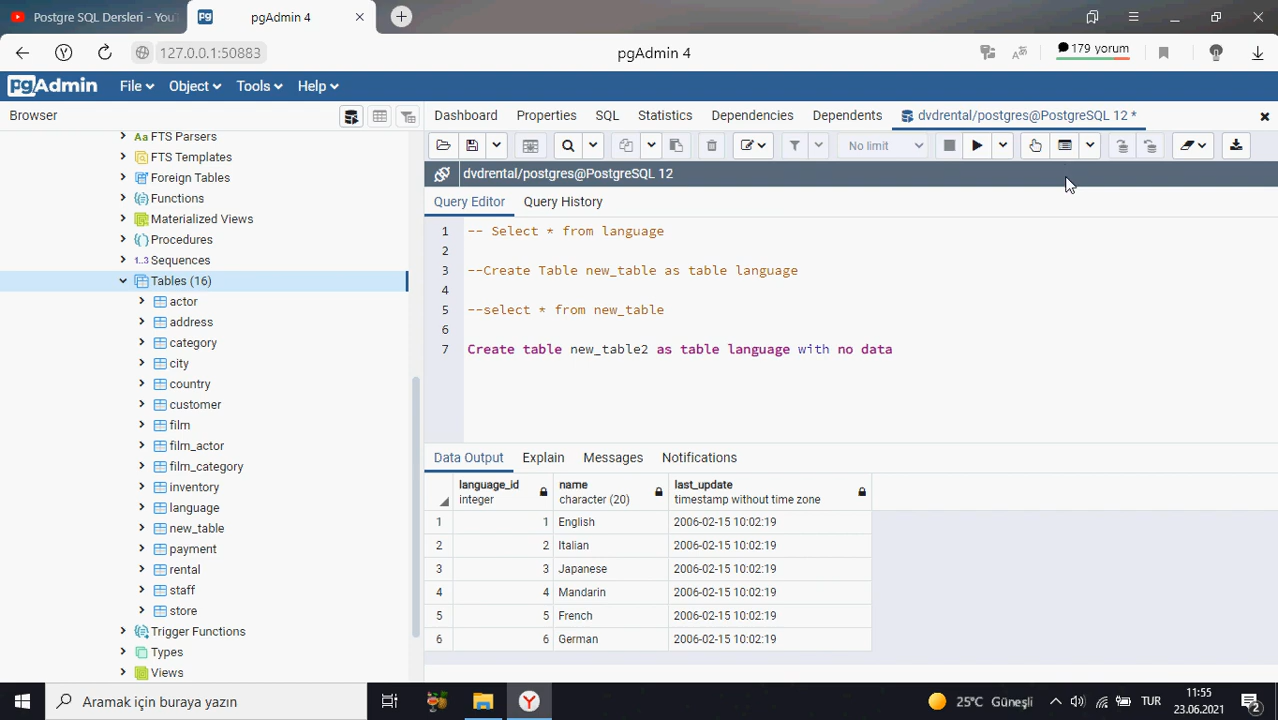 Postgre SQL Dersleri - You
pgAdmin 4
127.0.0.1:50883
pgAdmin 4
179 yorum
pgAdmin
File
Object
Tools
Help
Browser
Dashboard
Properties
SQL
Statistics
Dependencies
Dependents
dvdrental/postgres@PostgreSQL 12 *
No limit
dvdrental/postgres@PostgreSQL 12
Query Editor
Query History
Aa FTS Parsers
FTS Templates
Foreign Tables
Functions
Materialized Views
Procedures
1..3 Sequences
Tables (16)
actor
address
category
city
country
customer
film
film_actor
film_category
inventory
language
new_table
payment
rental
staff
store
Trigger Functions
Types
Views
1 -- Select * from language
2
3 --Create Table new_table as table language
4
5 --select * from new_table
6
7 Create table new_table2 as table language with no data
Data Output
Explain
Messages
Notifications
language_id integer
name character (20)
last_update timestamp without time zone
1 1 English 2006-02-15 10:02:19
2 2 Italian 2006-02-15 10:02:19
3 3 Japanese 2006-02-15 10:02:19
4 4 Mandarin 2006-02-15 10:02:19
5 5 French 2006-02-15 10:02:19
6 6 German 2006-02-15 10:02:19
Aramak için buraya yazın
25°C Güneşli
TUR
11:55
23.06.2021
2